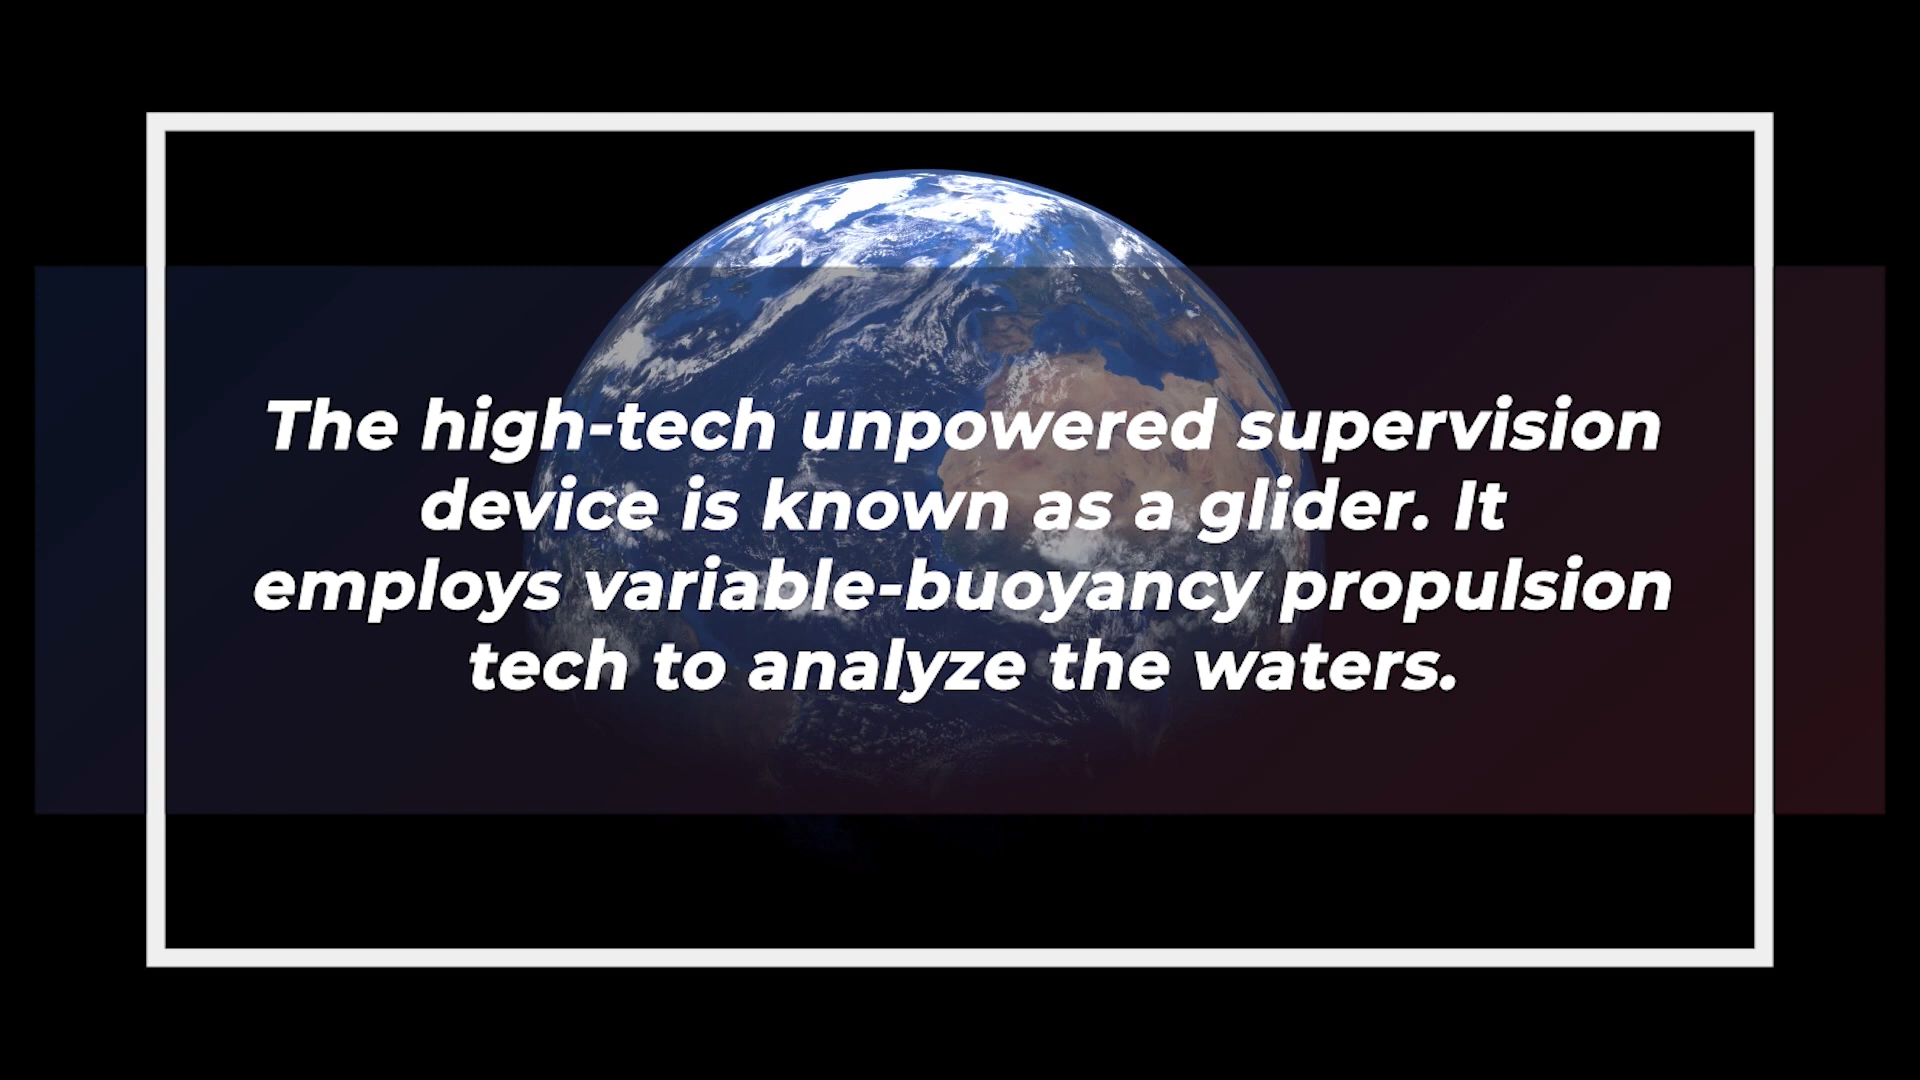 The high-tech unpowered supervision
device is known as a glider. It
employs variable-buoyancy propulsion
tech to analyze the waters.